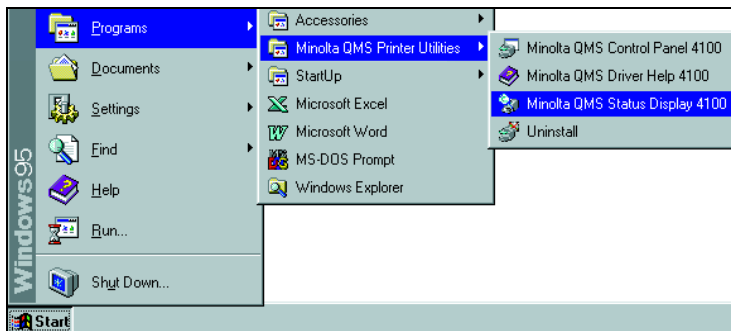 Windows95
Programs
Documents
Settings
Find
Help
Run...
Shut Down...
Start
Accessories
Minolta QMS Printer Utilities
StartUp
Microsoft Excel
Microsoft Word
MS-DOS Prompt
Windows Explorer
Minolta QMS Control Panel 4100
Minolta QMS Driver Help 4100
Minolta QMS Status Display 4100
Uninstall